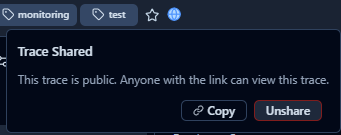 monitoring test
Trace Shared
This trace is public. Anyone with the link can view this trace.
Copy Unshare